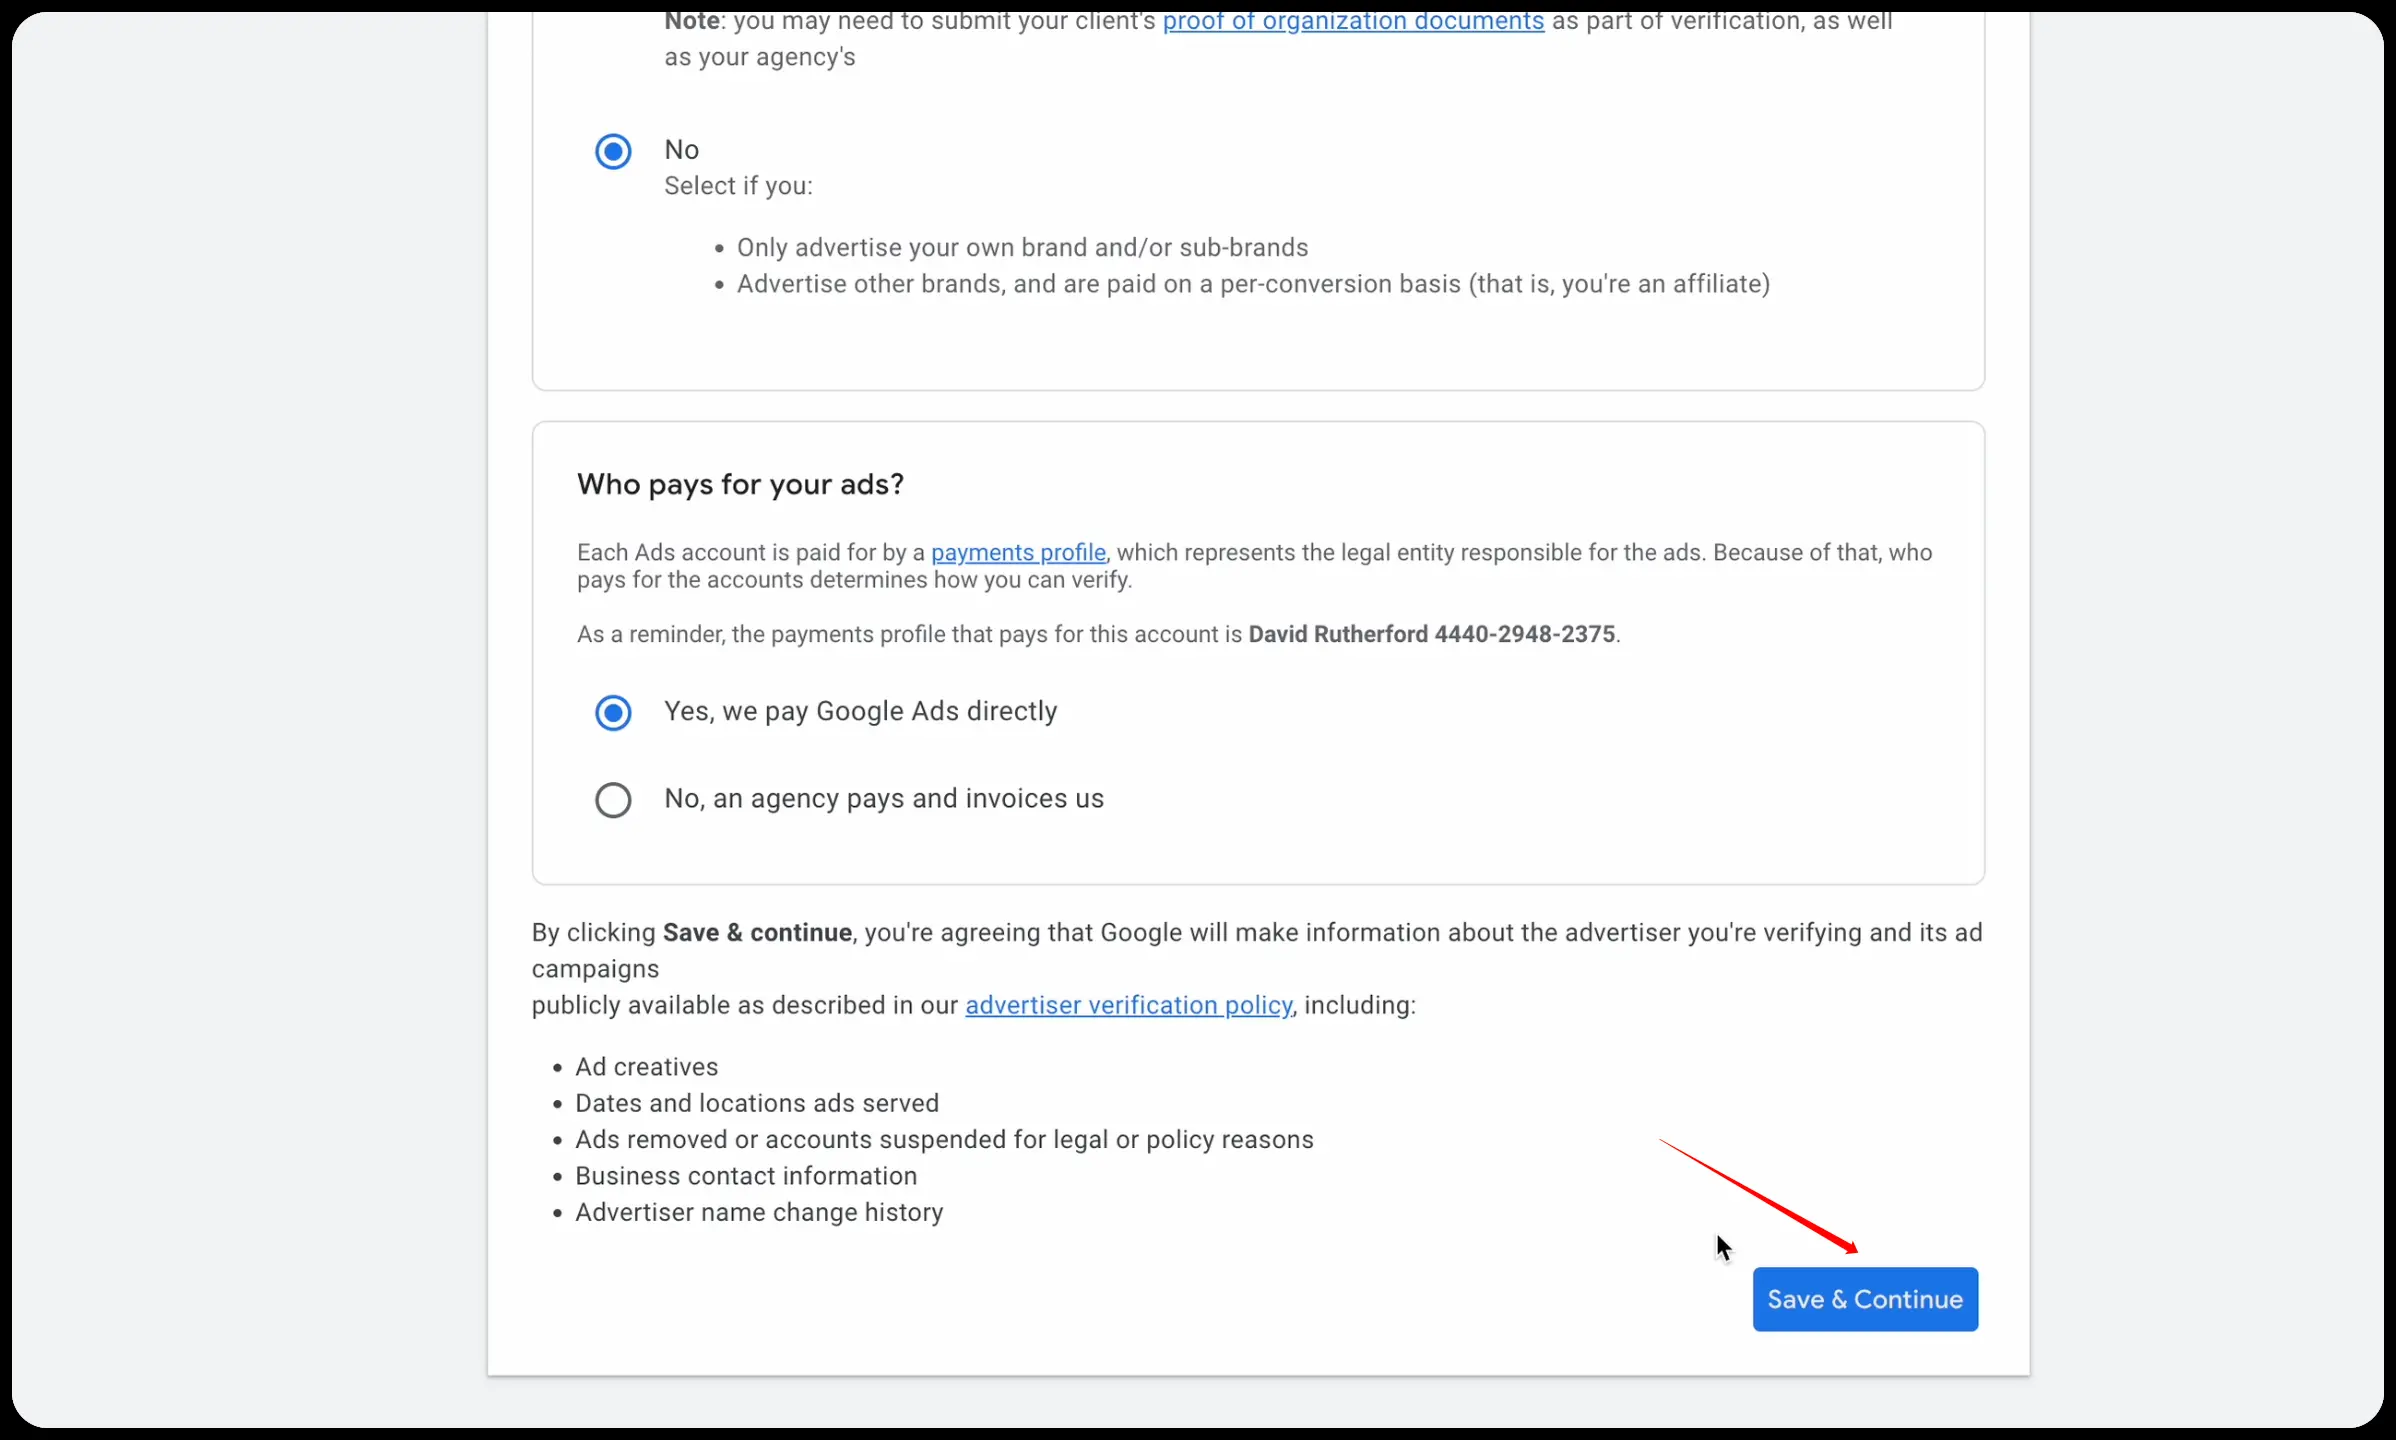 Note: you may need to submit your client's proof of organization documents as part of verification, as well
as your agency's
No
Select if you:
• Only advertise your own brand and/or sub-brands
• Advertise other brands, and are paid on a per-conversion basis (that is, you're an affiliate)
Who pays for your ads?
Each Ads account is paid for by a payments profile, which represents the legal entity responsible for the ads. Because of that, who
pays for the accounts determines how you can verify.
As a reminder, the payments profile that pays for this account is David Rutherford 4440-2948-2375.
Yes, we pay Google Ads directly
No, an agency pays and invoices us
By clicking Save & continue, you're agreeing that Google will make information about the advertiser you're verifying and its ad
campaigns
publicly available as described in our advertiser verification policy, including:
• Ad creatives
• Dates and locations ads served
• Ads removed or accounts suspended for legal or policy reasons
• Business contact information
• Advertiser name change history
Save & Continue